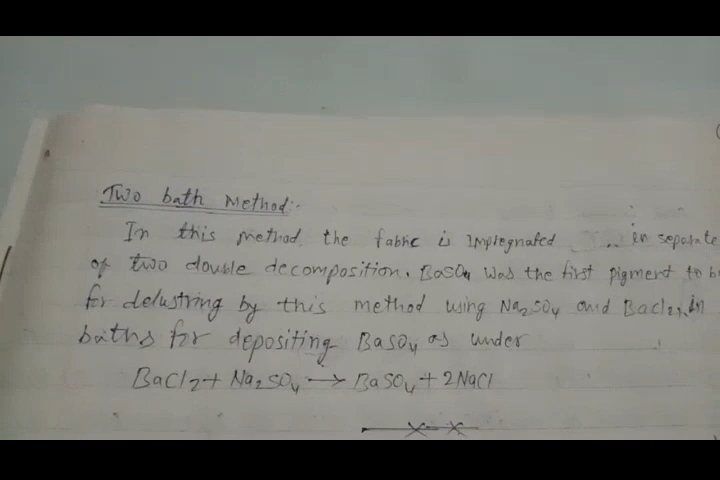 Two bath Method:-
In this method, the fabric is Impregnated in separate
of two double decomposition. BaSO4 was the first pigment to b
for delustring by this method using Na2SO4 and BaCl2, in
baths for depositing BaSO4 as under
BaCl2 + Na2SO4 → BaSO4 + 2NaCl